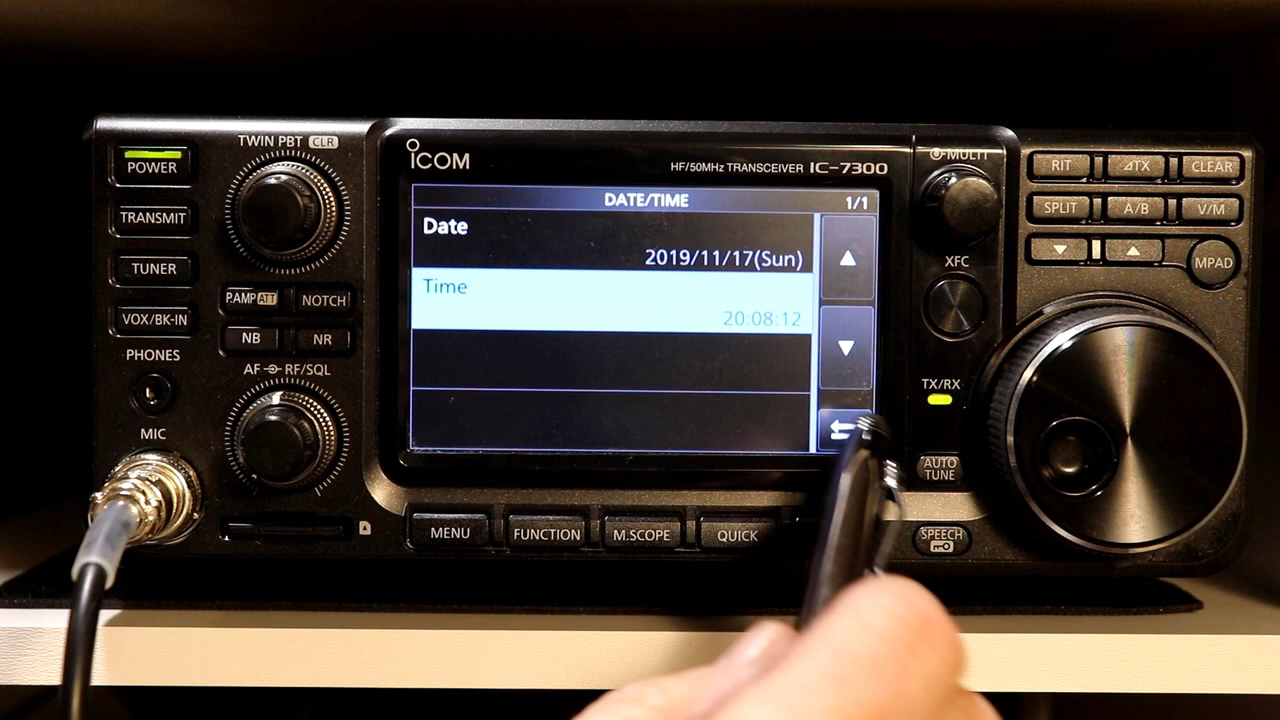 TWIN PBT CLR
POWER
TRANSMIT
TUNER
VOX/BK-IN
PHONES
MIC
P.AMP ATT
NOTCH
NB
NR
AF RF/SQL
ICOM
HF/50MHz TRANSCEIVER IC-7300
DATE/TIME 1/1
Date
2019/11/17(Sun)
Time
20:08:12
MENU
FUNCTION
M.SCOPE
QUICK
MULTI
XFC
TX/RX
AUTO
TUNE
SPEECH
RIT
⊿TX
CLEAR
SPLIT
A/B
V/M
MPAD